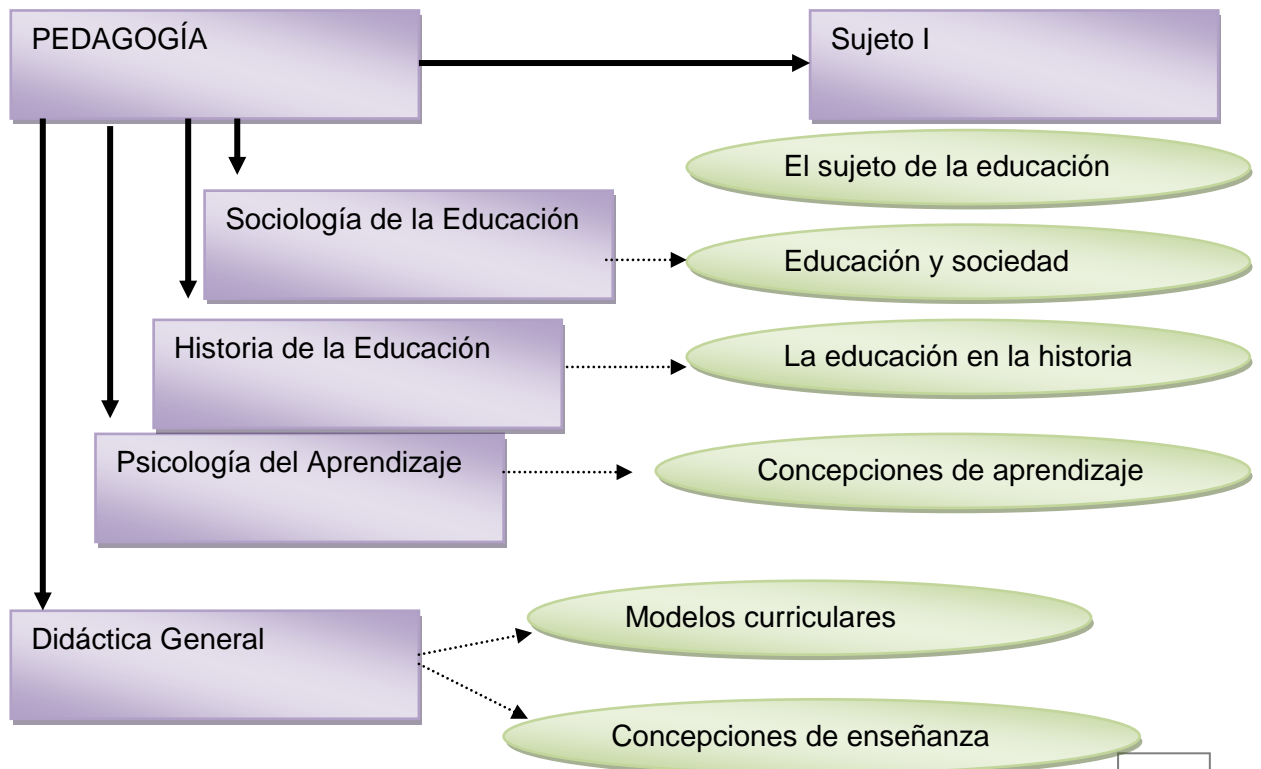 PEDAGOGÍA
Sujeto I
El sujeto de la educación
Sociología de la Educación
Educación y sociedad
Historia de la Educación
La educación en la historia
Psicología del Aprendizaje
Concepciones de aprendizaje
Didáctica General
Modelos curriculares
Concepciones de enseñanza